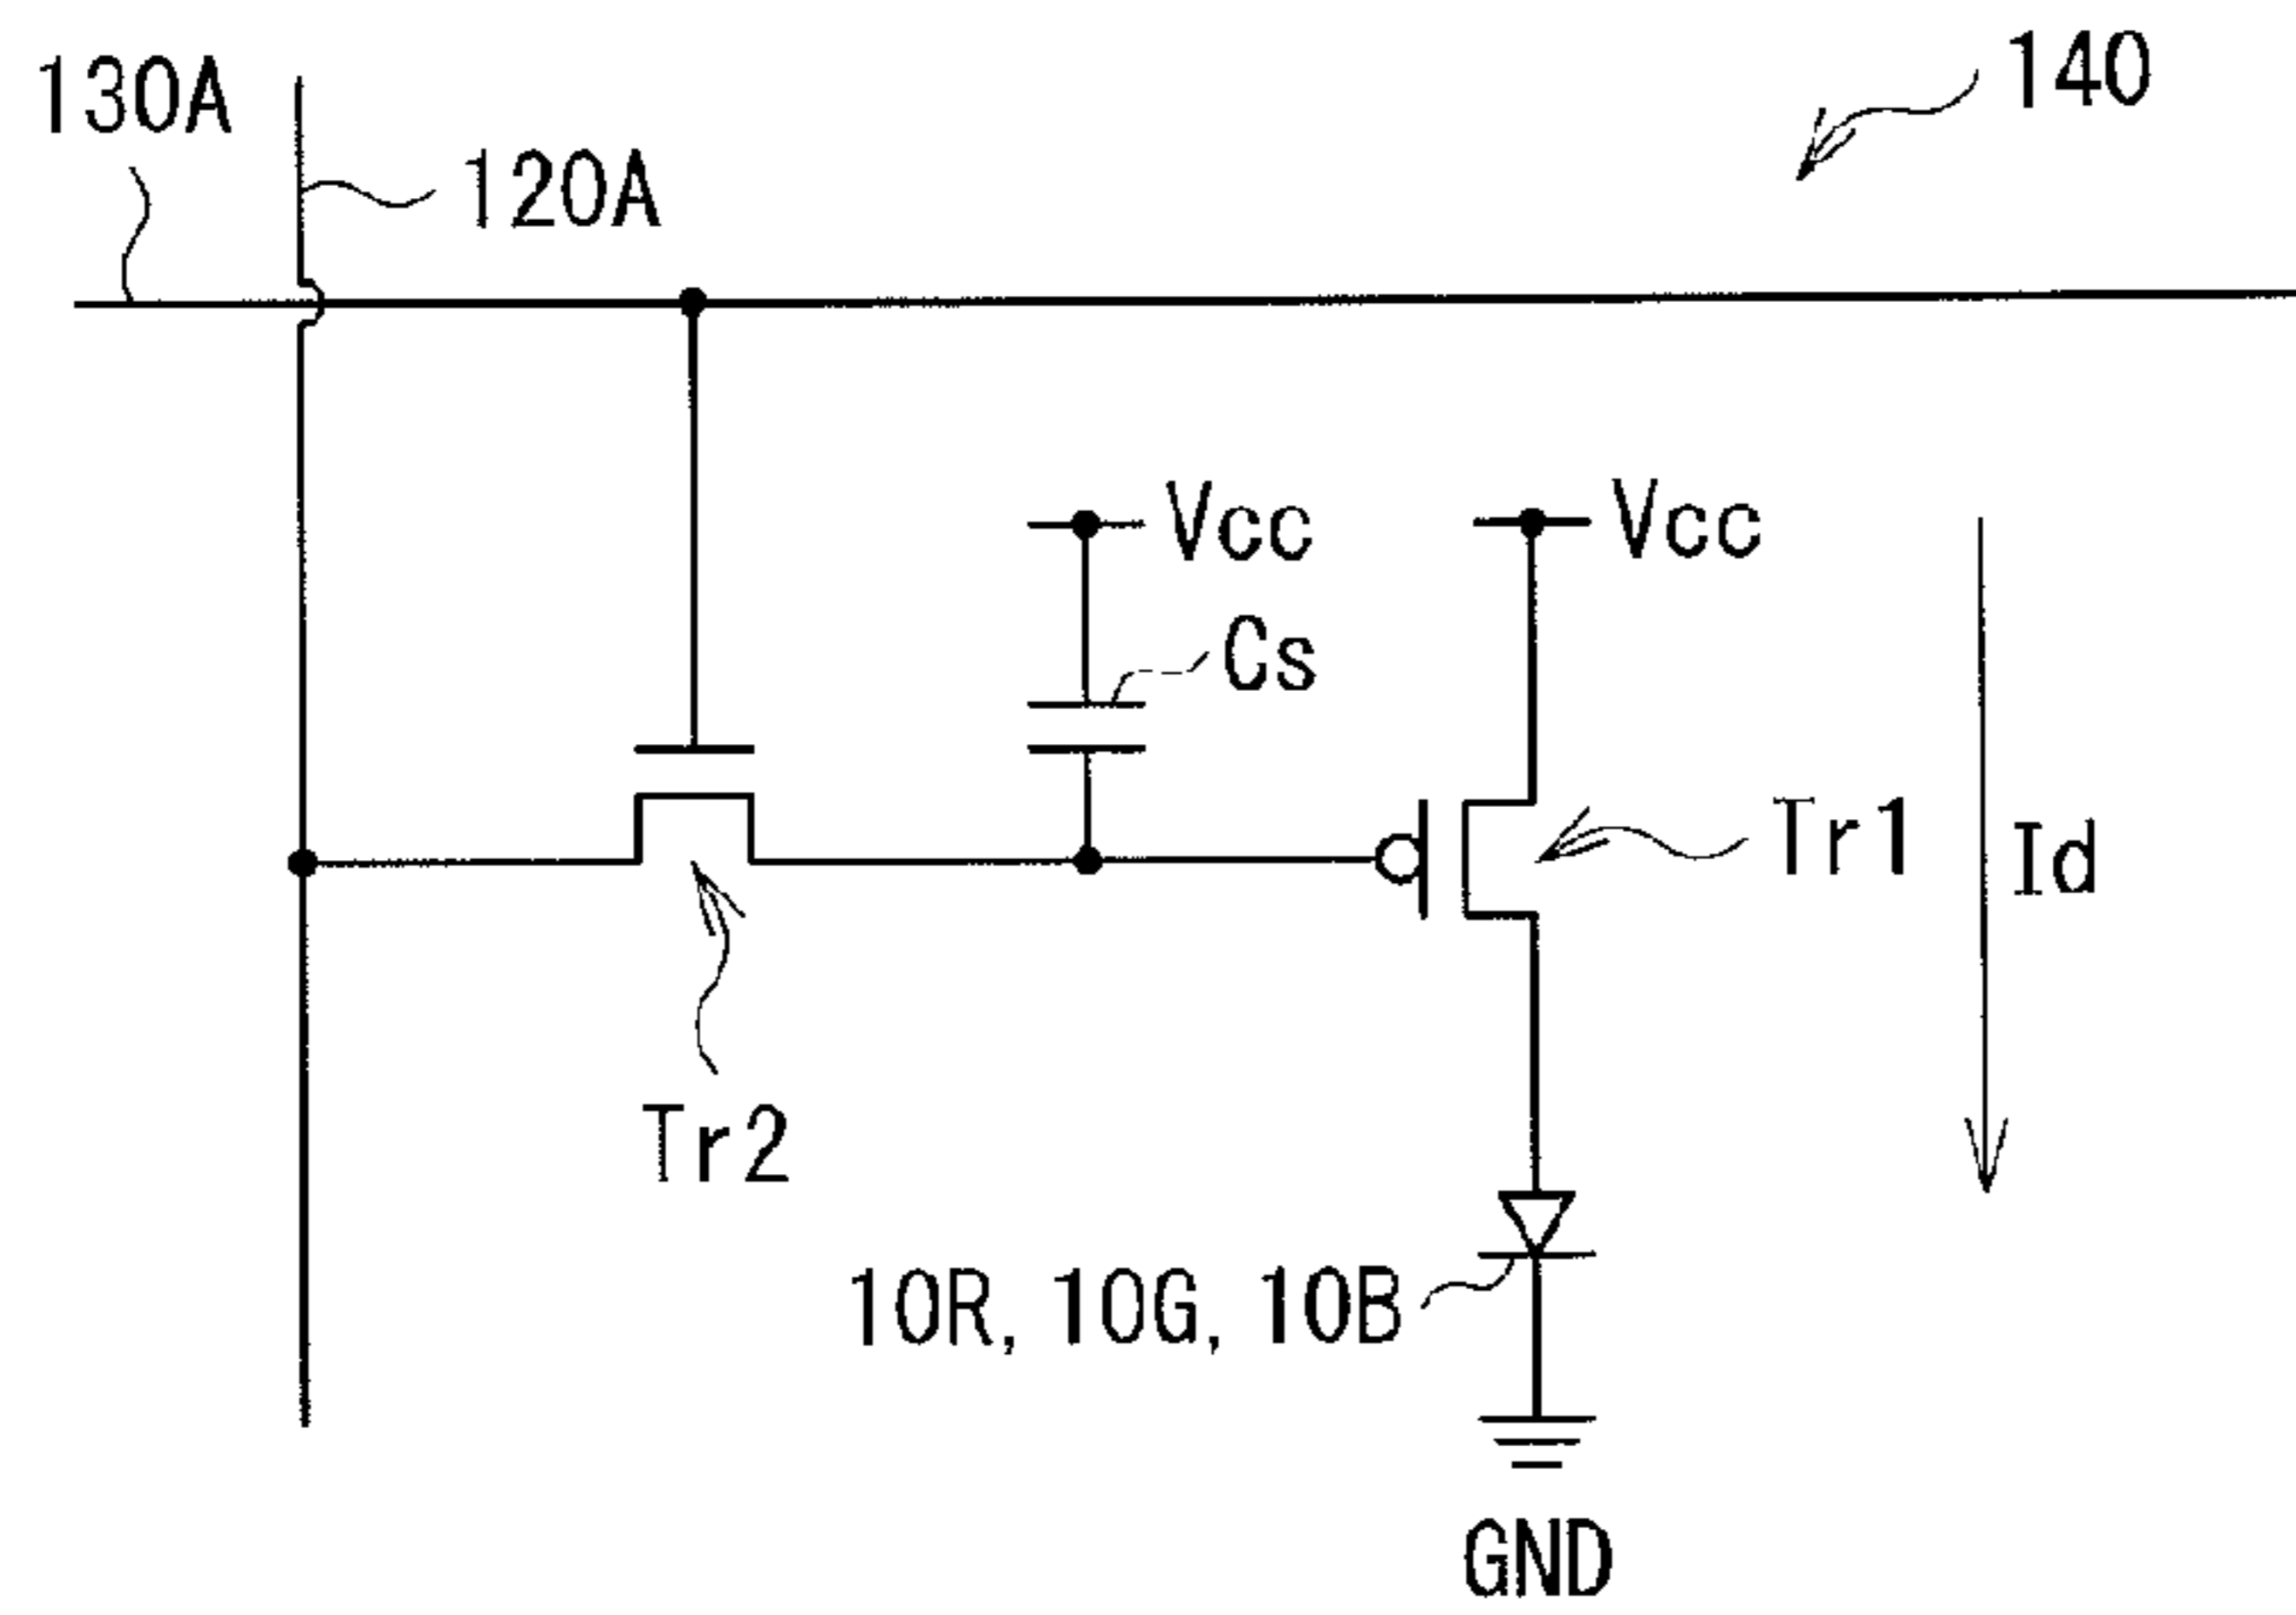 130A
140
120A
Vcc
Vcc
Cs
Tr1
Id
Tr2
10R, 10G, 10B
GND